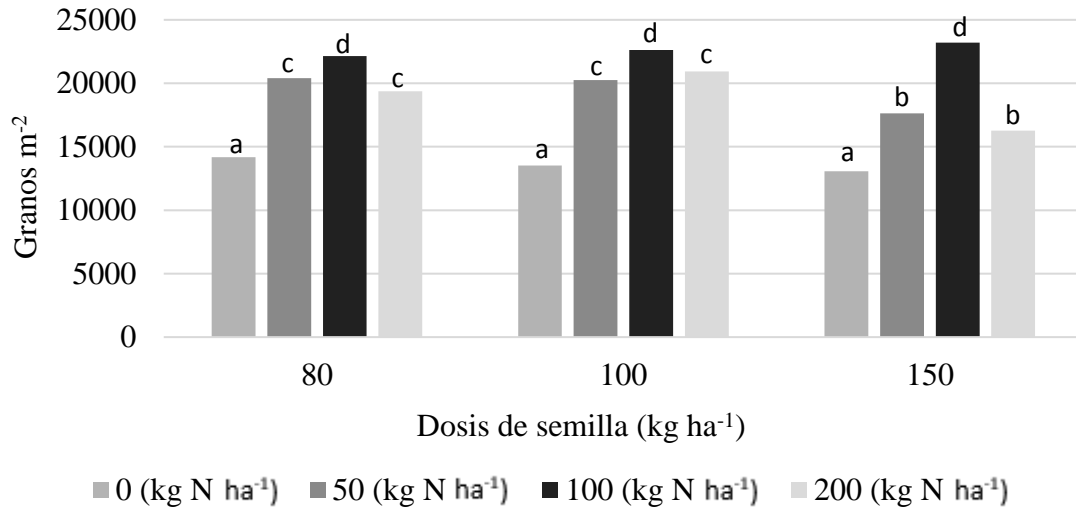 25000
20000
15000
10000
5000
0
Granos m⁻²
a c d c
a c d c
a b d b
80 100 150
Dosis de semilla (kg ha⁻¹)
0 (kg N ha⁻¹) 50 (kg N ha⁻¹) 100 (kg N ha⁻¹) 200 (kg N ha⁻¹)